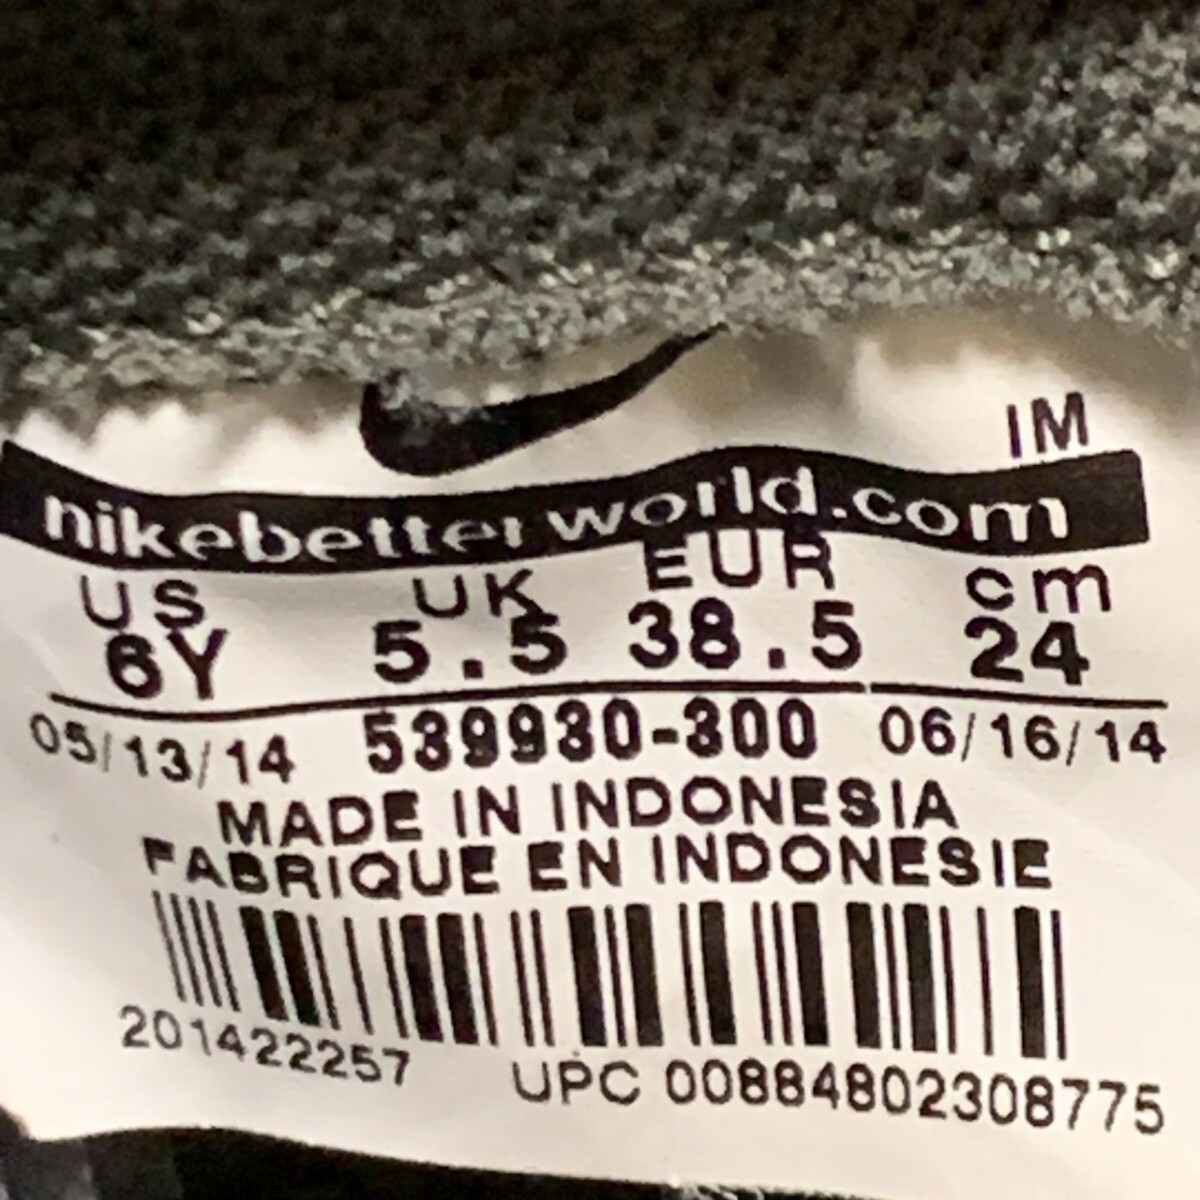 IM
nikebetterworld.com
US UK EUR cm
6Y 5.5 38.5 24
05/13/14 539930-300 06/16/14
MADE IN INDONESIA
FABRIQUE EN INDONESIE
201422257 UPC 00884802308775